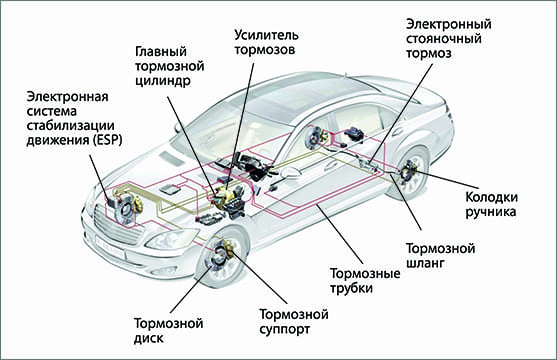 Электронный
стояночный
тормоз
Усилитель
тормозов
Главный
тормозной
цилиндр
Электронная
система
стабилизации
движения (ESP)
Колодки
ручника
Тормозной
шланг
Тормозные
трубки
Тормозной
суппорт
Тормозной
диск